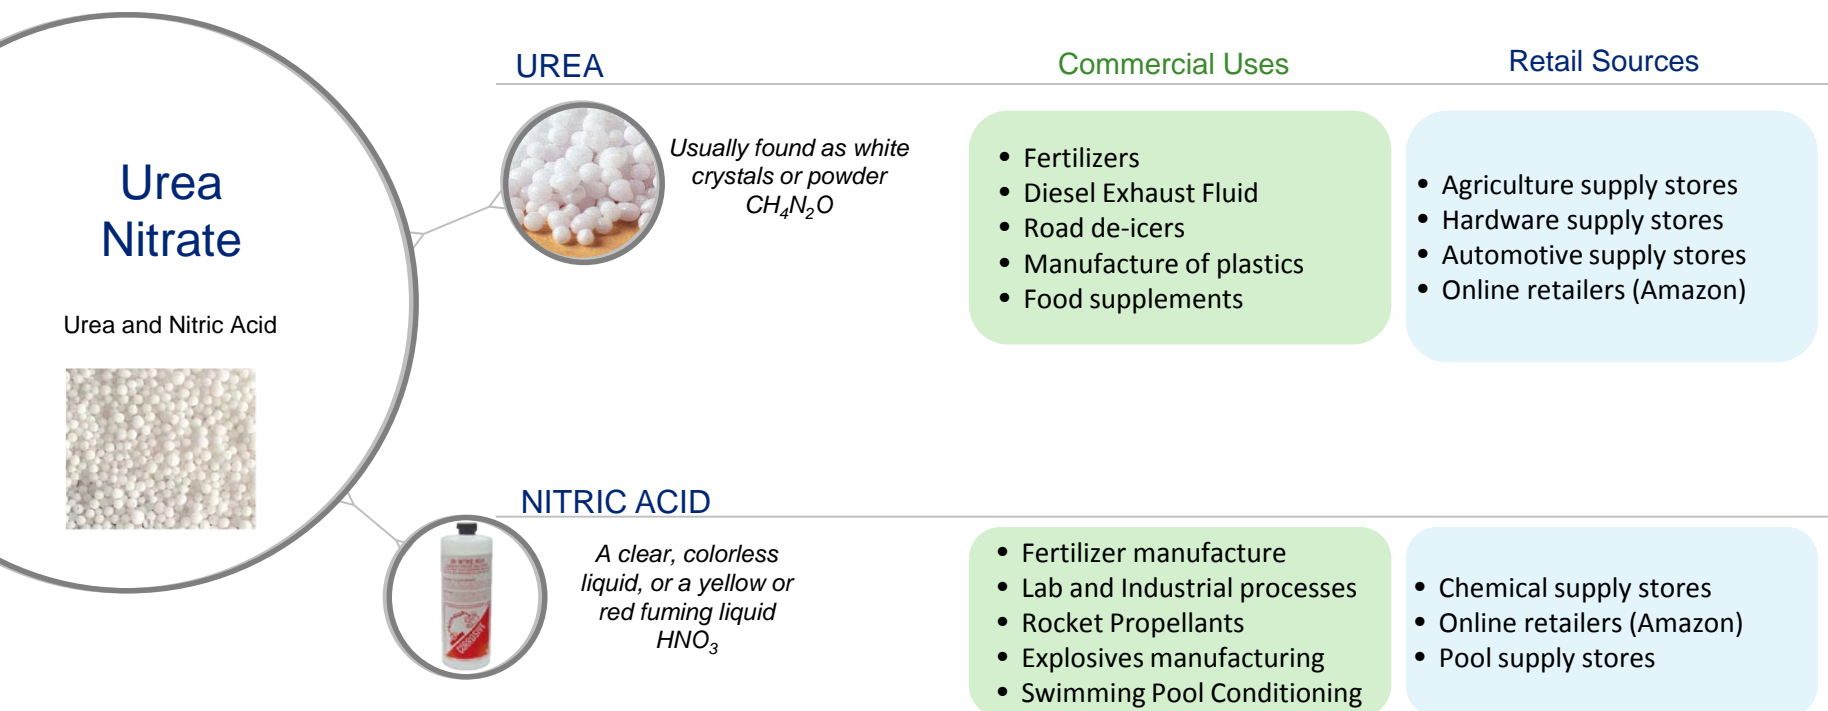 Urea
Nitrate
Urea and Nitric Acid
UREA
Commercial Uses
Retail Sources
Usually found as white
crystals or powder
CH₄N₂O
• Fertilizers
• Diesel Exhaust Fluid
• Road de-icers
• Manufacture of plastics
• Food supplements
• Agriculture supply stores
• Hardware supply stores
• Automotive supply stores
• Online retailers (Amazon)
NITRIC ACID
A clear, colorless
liquid, or a yellow or
red fuming liquid
HNO₃
• Fertilizer manufacture
• Lab and Industrial processes
• Rocket Propellants
• Explosives manufacturing
• Swimming Pool Conditioning
• Chemical supply stores
• Online retailers (Amazon)
• Pool supply stores